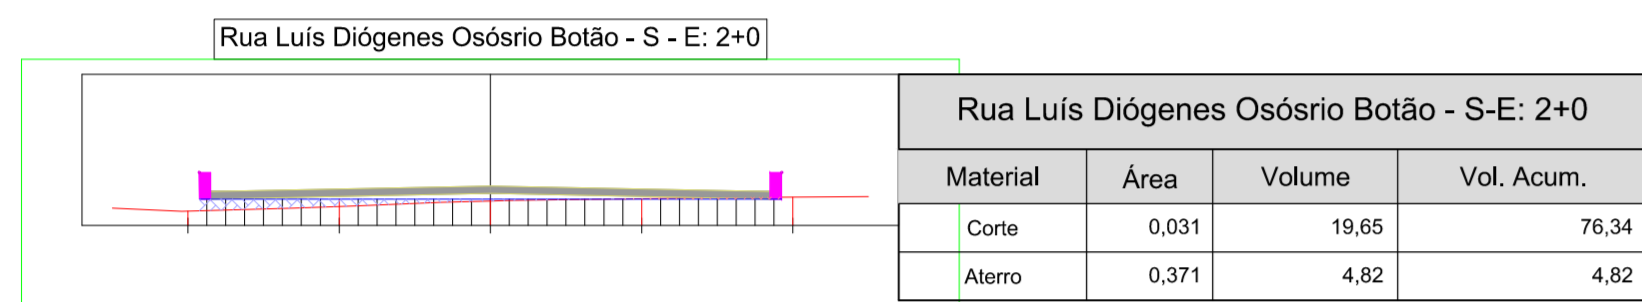 Rua Luís Diógenes Osósrio Botão - S - E: 2+0
Rua Luís Diógenes Osósrio Botão - S-E: 2+0
Material Área Volume Vol. Acum.
Corte 0,031 19,65 76,34
Aterro 0,371 4,82 4,82